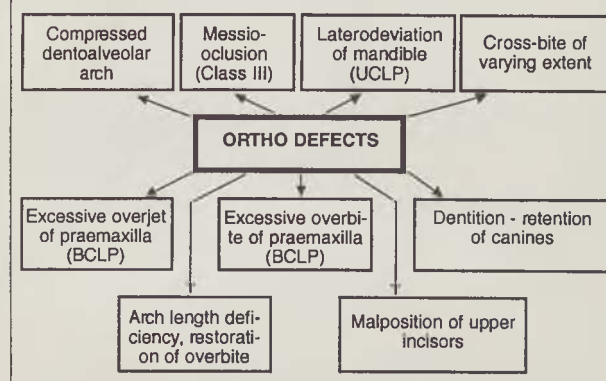 Compressed
dentoalveolar
arch
Messio-
oclusion
(Class III)
Laterodeviation
of mandible
(UCLP)
Cross-bite of
varying extent
ORTHO DEFECTS
Excessive overjet
of praemaxilla
(BCLP)
Excessive overbi-
te of praemaxilla
(BCLP)
Dentition - retention
of canines
Arch length defi-
ciency, restorati-
on of overbite
Malposition of upper
incisors